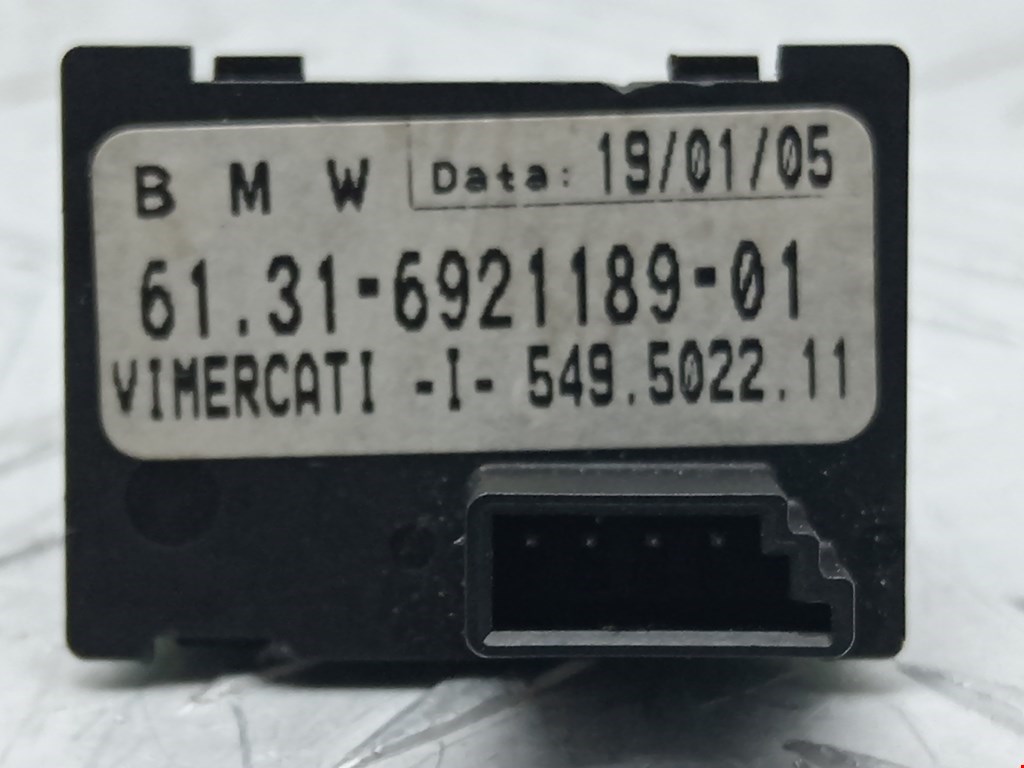 B M W Data: 19/01/05
61.31-6921189-01
VIMERCATI -I- 549.5022.11